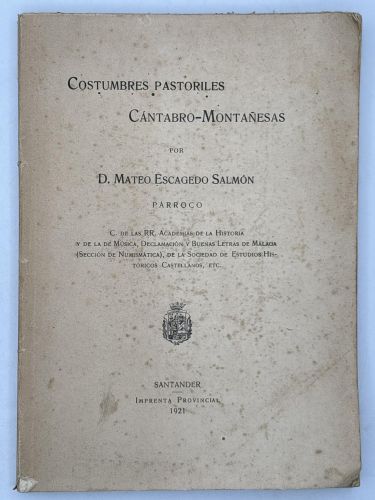 COSTUMBRES PASTORILES
CÁNTABRO-MONTAÑESAS
POR
D. MATEO ESCAGEDO SALMÓN
PÁRROCO
C. DE LAS RR. ACADEMIAS DE LA HISTORIA
Y DE LA DE MÚSICA, DECLAMACIÓN Y BUENAS LETRAS DE MÁLAGA
(SECCIÓN DE NUMISMÁTICA), DE LA SOCIEDAD DE ESTUDIOS HIS-
TÓRICOS CASTELLANOS, ETC.
SANTANDER
IMPRENTA PROVINCIAL
1921